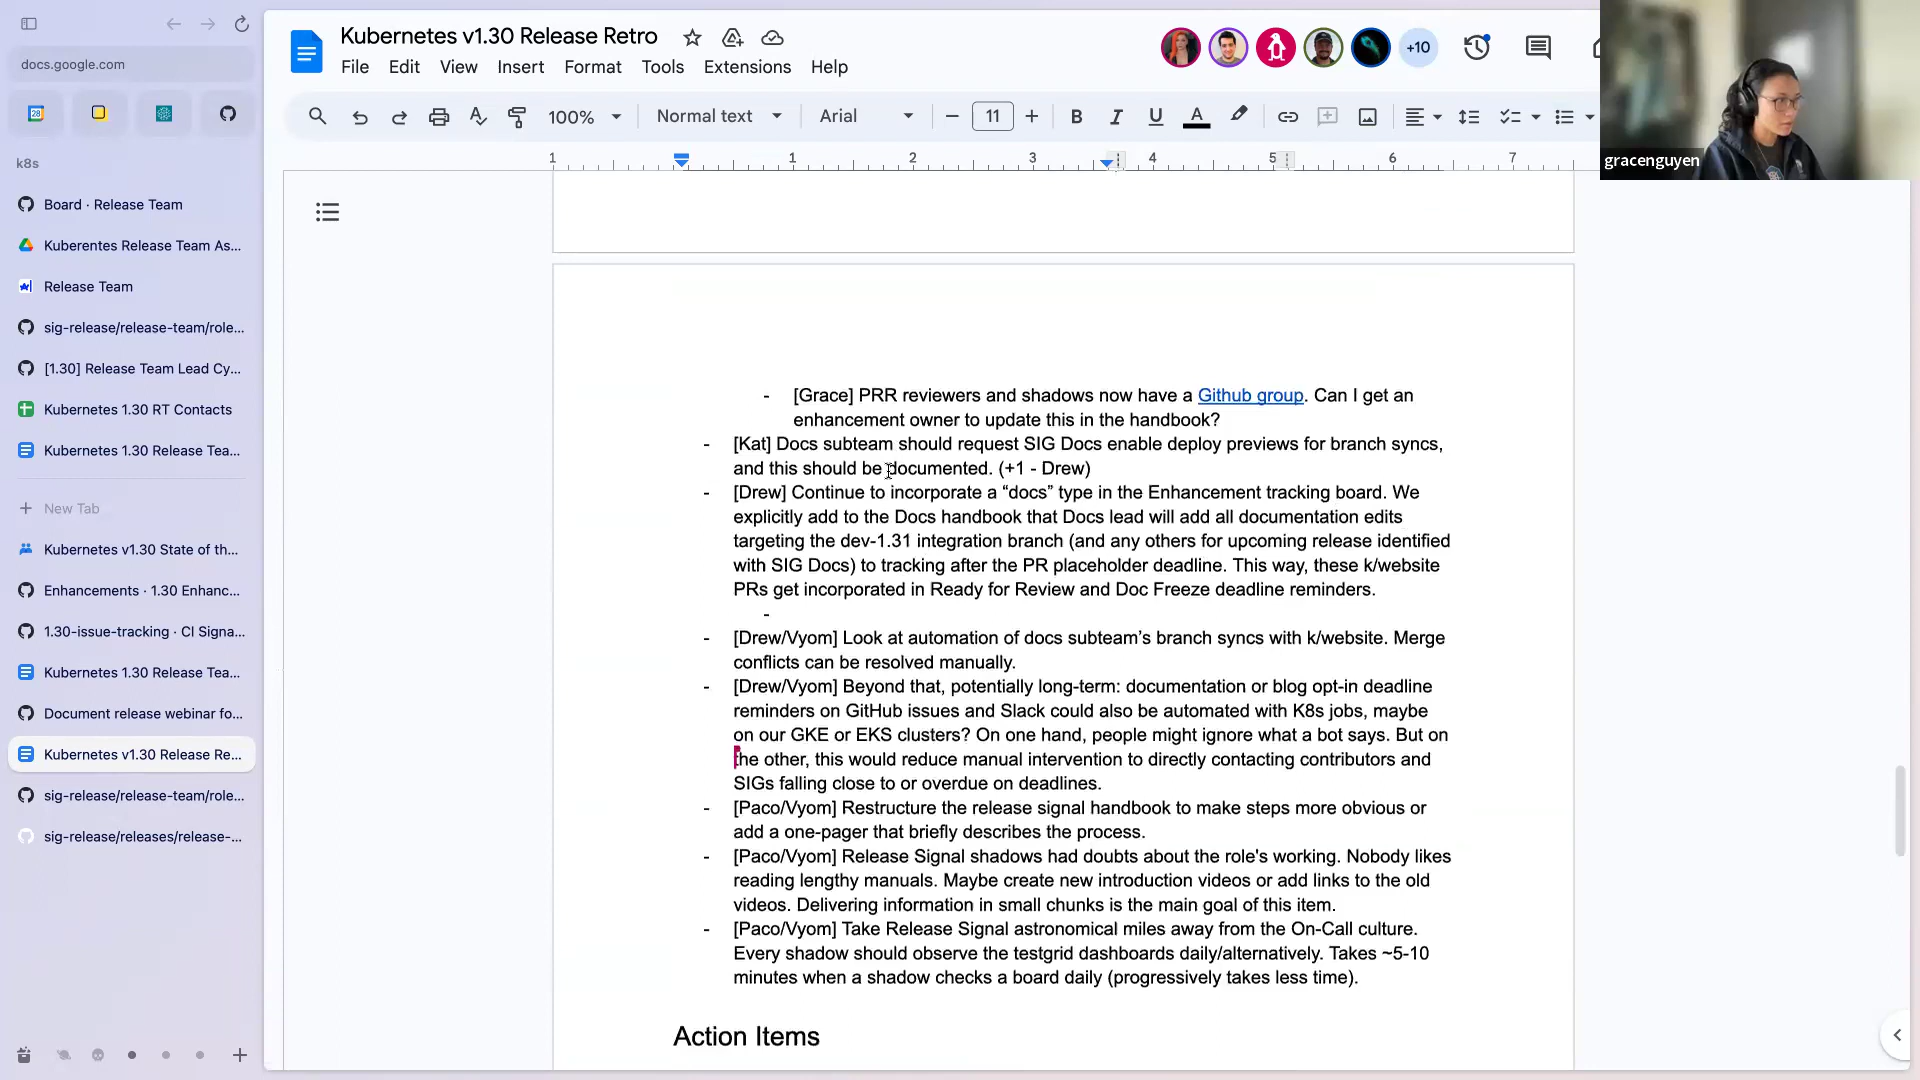 docs.google.com
28
k8s
Board · Release Team
Kuberentes Release Team As...
Release Team
sig-release/release-team/role...
[1.30] Release Team Lead Cy...
Kubernetes 1.30 RT Contacts
Kubernetes 1.30 Release Tea...
New Tab
Kubernetes v1.30 State of th...
Enhancements · 1.30 Enhanc...
1.30-issue-tracking · CI Signa...
Kubernetes 1.30 Release Tea...
Document release webinar fo...
Kubernetes v1.30 Release Re...
sig-release/release-team/role...
sig-release/releases/release-...
Kubernetes v1.30 Release Retro
File Edit View Insert Format Tools Extensions Help
+10
100% Normal text Arial 11 B I U A
1 1 2 3 4 5 6 7
gracenguyen
- [Grace] PRR reviewers and shadows now have a Github group. Can I get an
enhancement owner to update this in the handbook?
- [Kat] Docs subteam should request SIG Docs enable deploy previews for branch syncs,
and this should be documented. (+1 - Drew)
- [Drew] Continue to incorporate a “docs” type in the Enhancement tracking board. We
explicitly add to the Docs handbook that Docs lead will add all documentation edits
targeting the dev-1.31 integration branch (and any others for upcoming release identified
with SIG Docs) to tracking after the PR placeholder deadline. This way, these k/website
PRs get incorporated in Ready for Review and Doc Freeze deadline reminders.
-
- [Drew/Vyom] Look at automation of docs subteam’s branch syncs with k/website. Merge
conflicts can be resolved manually.
- [Drew/Vyom] Beyond that, potentially long-term: documentation or blog opt-in deadline
reminders on GitHub issues and Slack could also be automated with K8s jobs, maybe
on our GKE or EKS clusters? On one hand, people might ignore what a bot says. But on
the other, this would reduce manual intervention to directly contacting contributors and
SIGs falling close to or overdue on deadlines.
- [Paco/Vyom] Restructure the release signal handbook to make steps more obvious or
add a one-pager that briefly describes the process.
- [Paco/Vyom] Release Signal shadows had doubts about the role's working. Nobody likes
reading lengthy manuals. Maybe create new introduction videos or add links to the old
videos. Delivering information in small chunks is the main goal of this item.
- [Paco/Vyom] Take Release Signal astronomical miles away from the On-Call culture.
Every shadow should observe the testgrid dashboards daily/alternatively. Takes ~5-10
minutes when a shadow checks a board daily (progressively takes less time).
Action Items